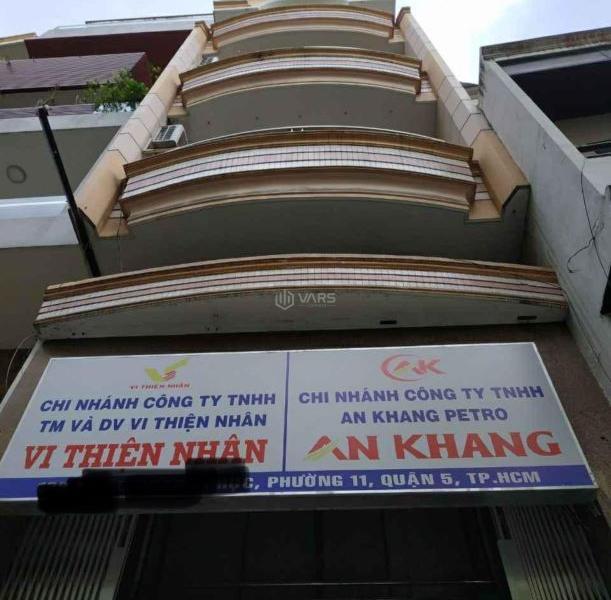 VARS
VI THIỆN NHÂN
CHI NHÁNH CÔNG TY TNHH
TM VÀ DV VI THIỆN NHÂN
VI THIỆN NHÂN
AK
CHI NHÁNH CÔNG TY TNHH
AN KHANG PETRO
AN KHANG
, PHƯỜNG 11, QUẬN 5, TP.HCM